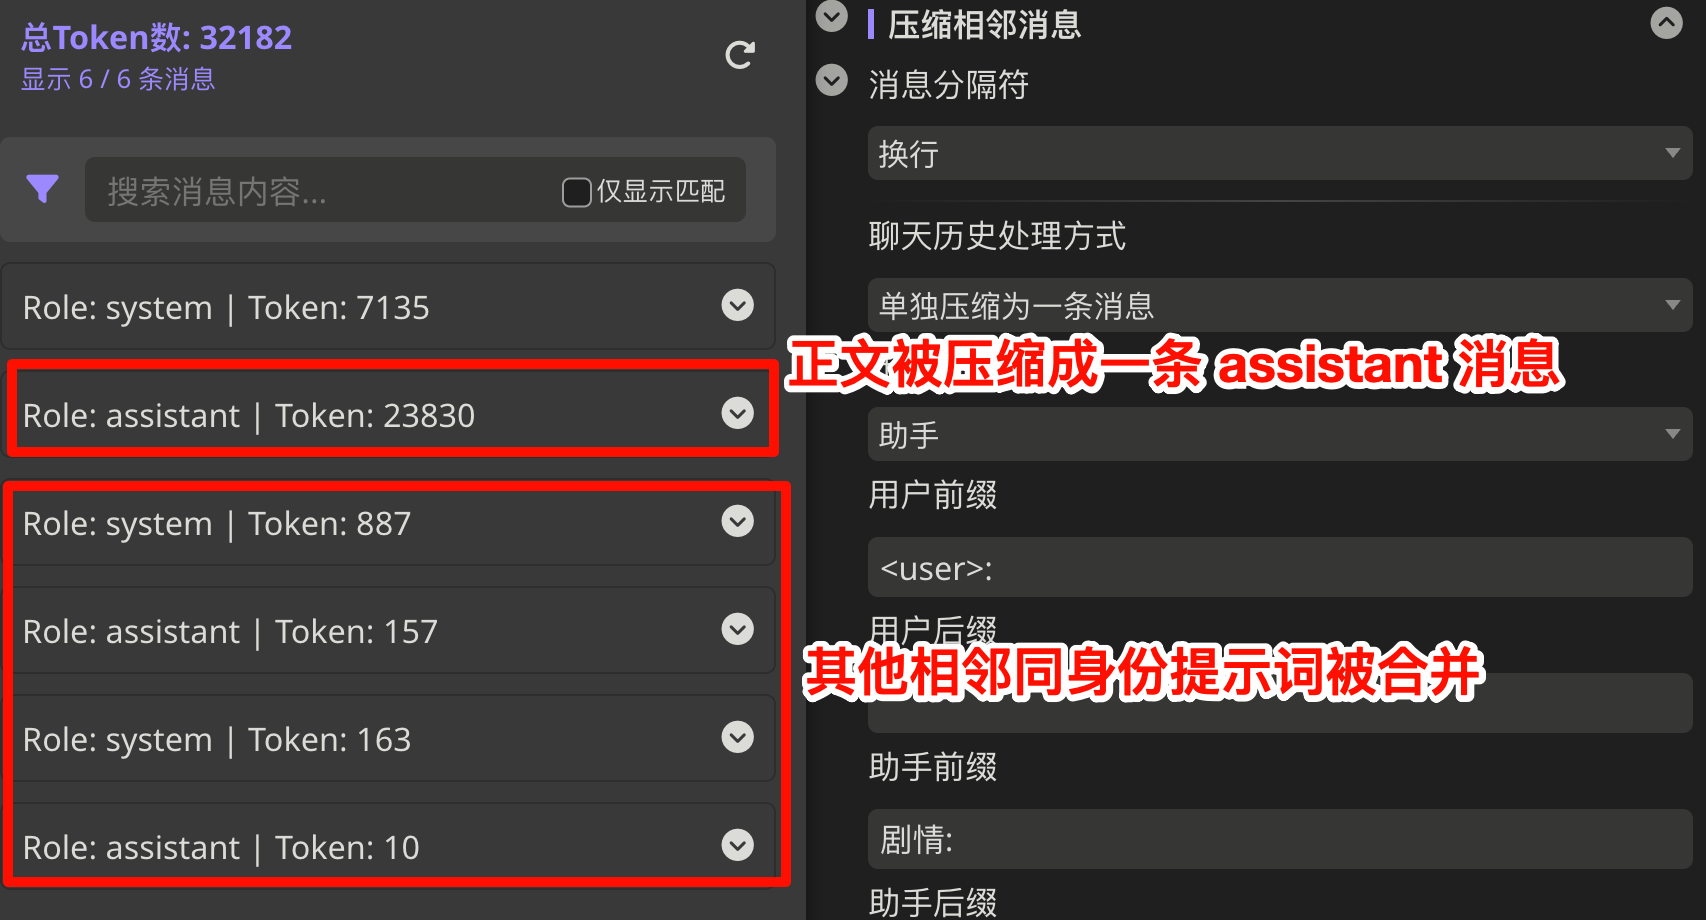 总Token数: 32182
显示 6 / 6 条消息
搜索消息内容...
仅显示匹配
Role: system | Token: 7135
Role: assistant | Token: 23830
Role: system | Token: 887
Role: assistant | Token: 157
Role: system | Token: 163
Role: assistant | Token: 10
压缩相邻消息
消息分隔符
换行
聊天历史处理方式
单独压缩为一条消息
正文被压缩成一条 assistant 消息
助手
用户前缀
<user>:
用户后缀
其他相邻同身份提示词被合并
助手前缀
剧情:
助手后缀